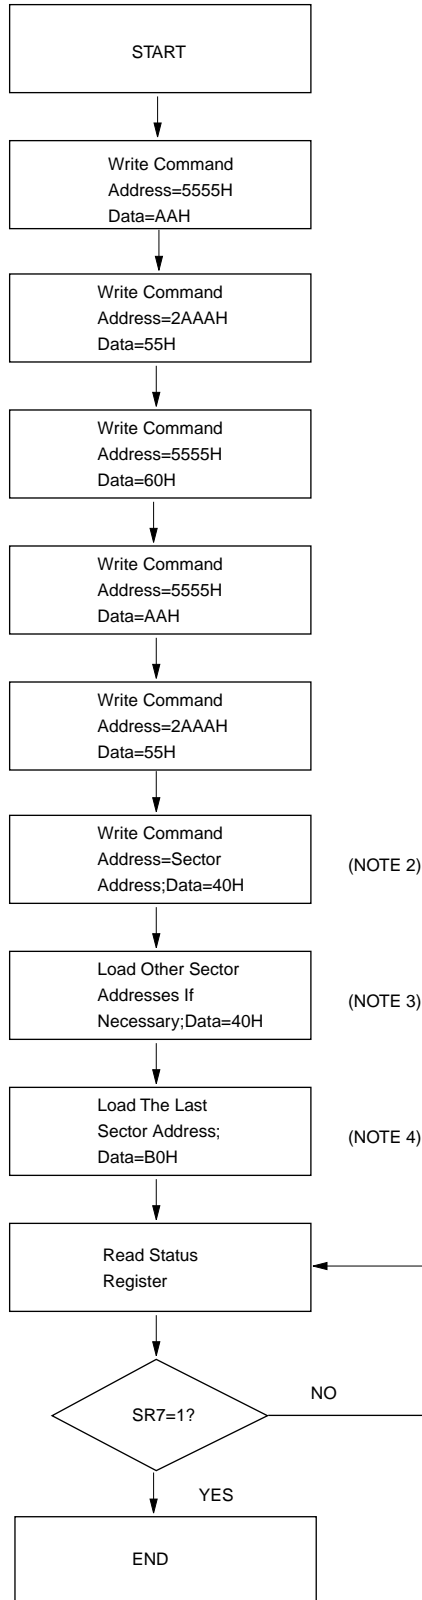 START
Write Command
Address=5555H
Data=AAH
Write Command
Address=2AAAH
Data=55H
Write Command
Address=5555H
Data=60H
Write Command
Address=5555H
Data=AAH
Write Command
Address=2AAAH
Data=55H
Write Command
Address=Sector
Address;Data=40H
(NOTE 2)
Load Other Sector
Addresses If
Necessary;Data=40H
(NOTE 3)
Load The Last
Sector Address;
Data=B0H
(NOTE 4)
Read Status
Register
SR7=1?
NO
YES
END